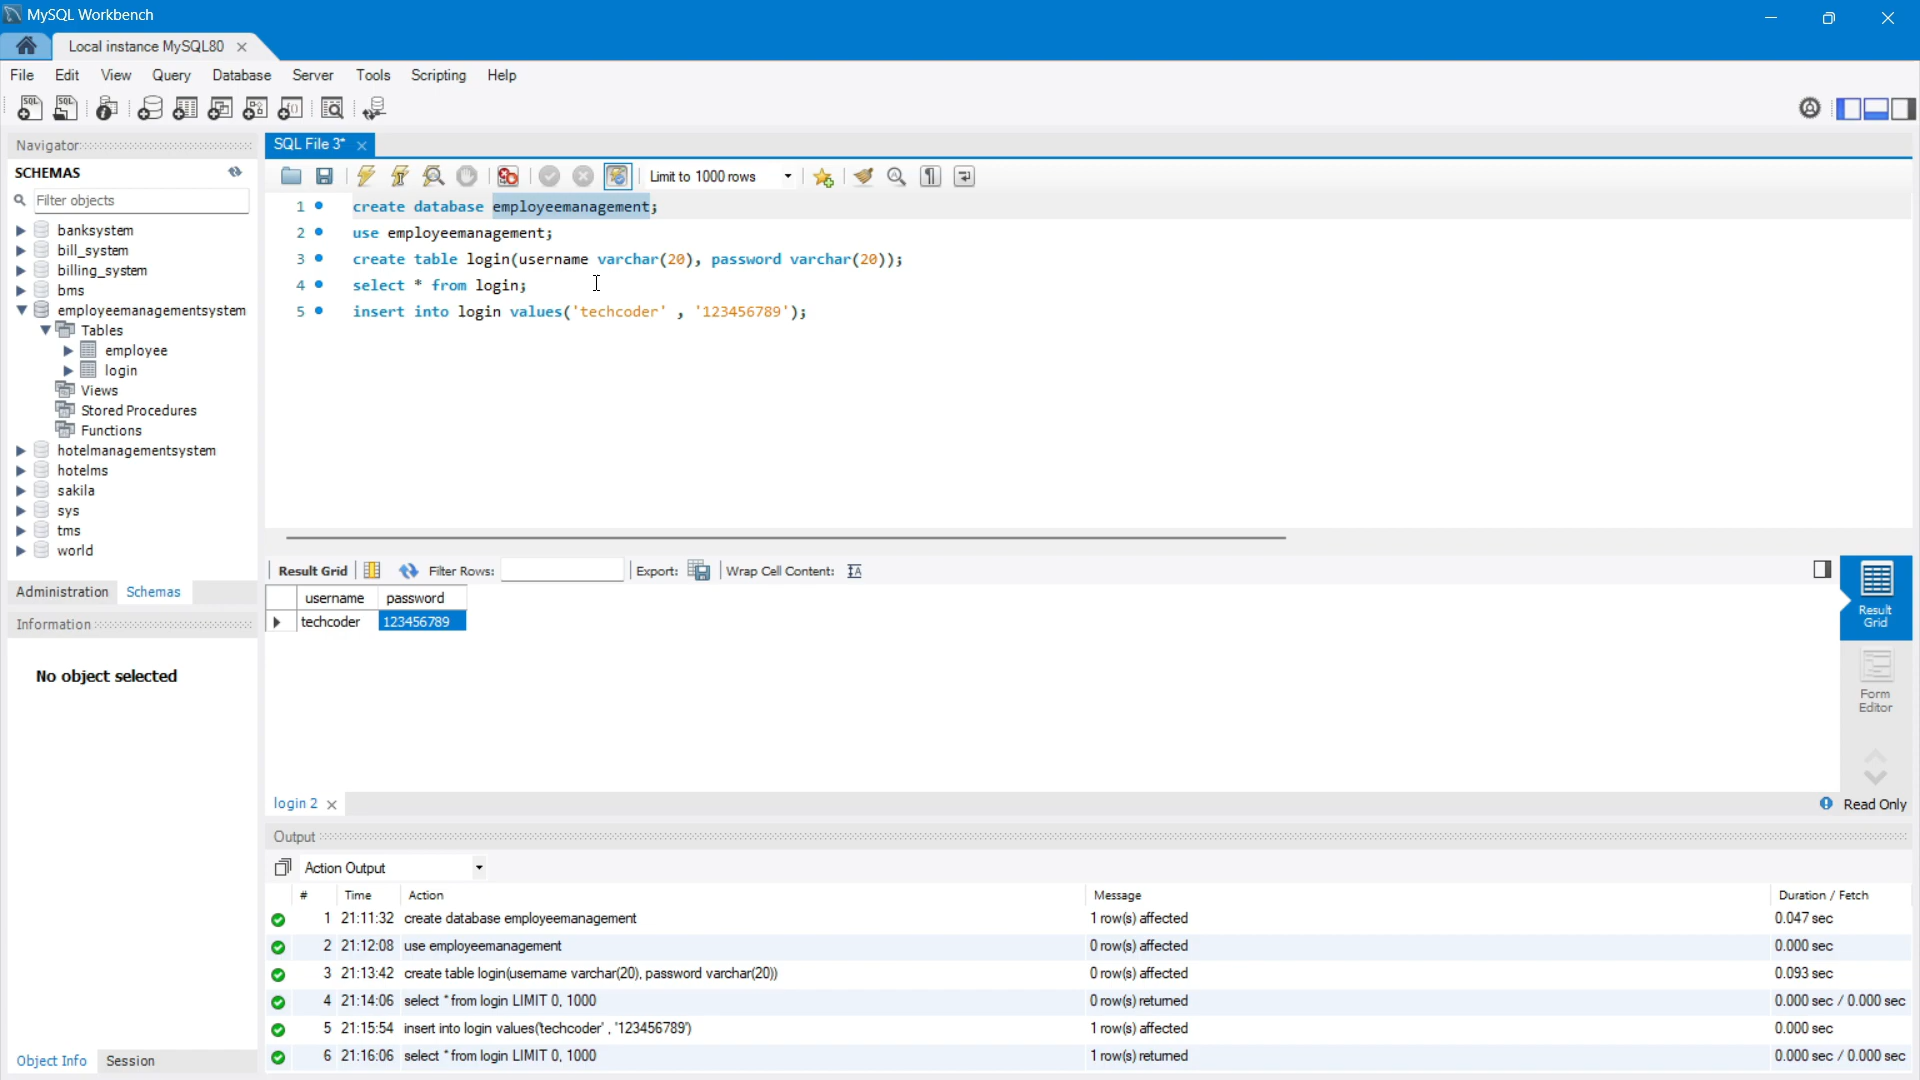 MySQL Workbench
Local instance MySQL80
File Edit View Query Database Server Tools Scripting Help
Navigator
SCHEMAS
Filter objects
banksystem
bill_system
billing_system
bms
employeemanagementsystem
Tables
employee
login
Views
Stored Procedures
Functions
hotelmanagementsystem
hotelms
sakila
sys
tms
world
Administration Schemas
Information
No object selected
Object Info Session
SQL File 3*
Limit to 1000 rows
1 create database employeemanagement;
2 use employeemanagement;
3 create table login(username varchar(20), password varchar(20));
4 select * from login;
5 insert into login values('techcoder' , '123456789');
Result Grid Filter Rows: Export: Wrap Cell Content:
username password
techcoder 123456789
Result
Grid
Form
Editor
login 2
Read Only
Output
Action Output
# Time Action Message Duration / Fetch
1 21:11:32 create database employeemanagement 1 row(s) affected 0.047 sec
2 21:12:08 use employeemanagement 0 row(s) affected 0.000 sec
3 21:13:42 create table login(username varchar(20), password varchar(20)) 0 row(s) affected 0.093 sec
4 21:14:06 select * from login LIMIT 0, 1000 0 row(s) returned 0.000 sec / 0.000 sec
5 21:15:54 insert into login values('techcoder' , '123456789') 1 row(s) affected 0.000 sec
6 21:16:06 select * from login LIMIT 0, 1000 1 row(s) returned 0.000 sec / 0.000 sec